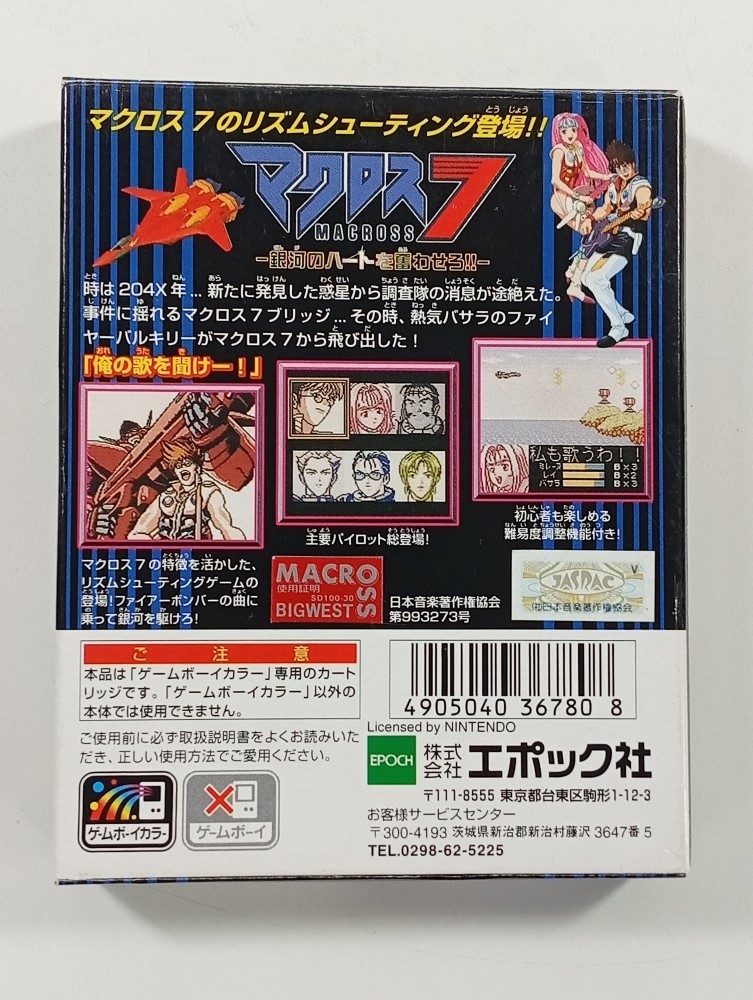 マクロス7のリズムシューティング登場!!
マクロス7
MACROSS
-銀河のハートを奮わせろ!!-
時は204X年…新たに発見した惑星から調査隊の消息が途絶えた。
事件に揺れるマクロス7ブリッジ…その時、熱気バサラのファイ
ヤーバルキリーがマクロス7から飛び出した!
「俺の歌を聞けー!」
私も歌うわ!!
ミレーヌ B×3
レイ B×2
バサラ B×3
主要パイロット総登場!
初心者も楽しめる
難易度調整機能付き!
マクロス7の特徴を活かした、
リズムシューティングゲームの
登場!ファイアーボンバーの曲に
乗って銀河を駆けろ!
MACROSS
使用証明
SD100-30
BIGWEST
日本音楽著作権協会
第993273号
V
JASRAC
(社)日本音楽著作権協会
ご注意
本品は「ゲームボーイカラー」専用のカート
リッジです。「ゲームボーイカラー」以外の
本体では使用できません。
4905040 36780 8
ご使用前に必ず取扱説明書をよくお読みいた
だき、正しい使用方法でご愛用ください。
Licensed by NINTENDO
EPOCH
株式会社エポック社
〒111-8555 東京都台東区駒形1-12-3
お客様サービスセンター
〒300-4193 茨城県新治郡新治村藤沢3647番5
TEL.0298-62-5225
ゲームボーイカラー
ゲームボーイ